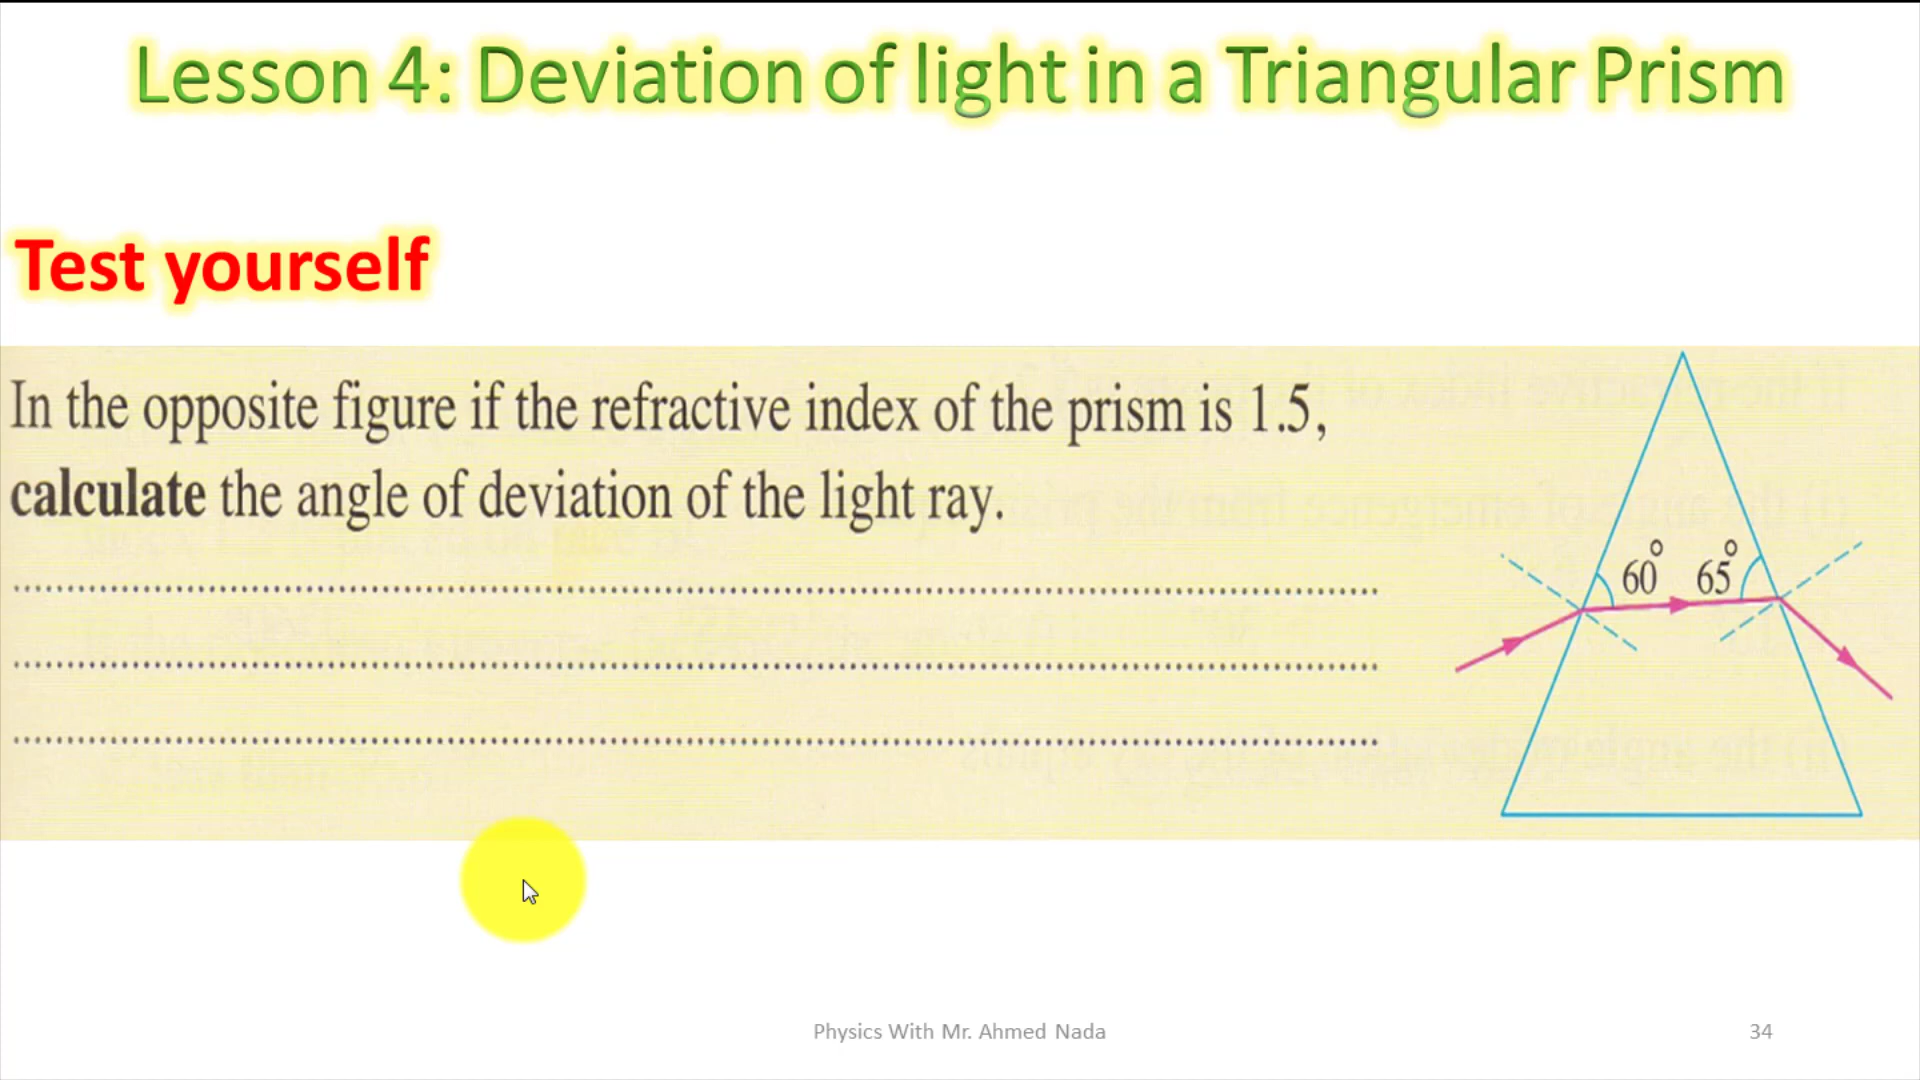 Lesson 4: Deviation of light in a Triangular Prism
Test yourself
In the opposite figure if the refractive index of the prism is 1.5,
calculate the angle of deviation of the light ray.
60° 65°
Physics With Mr. Ahmed Nada
34